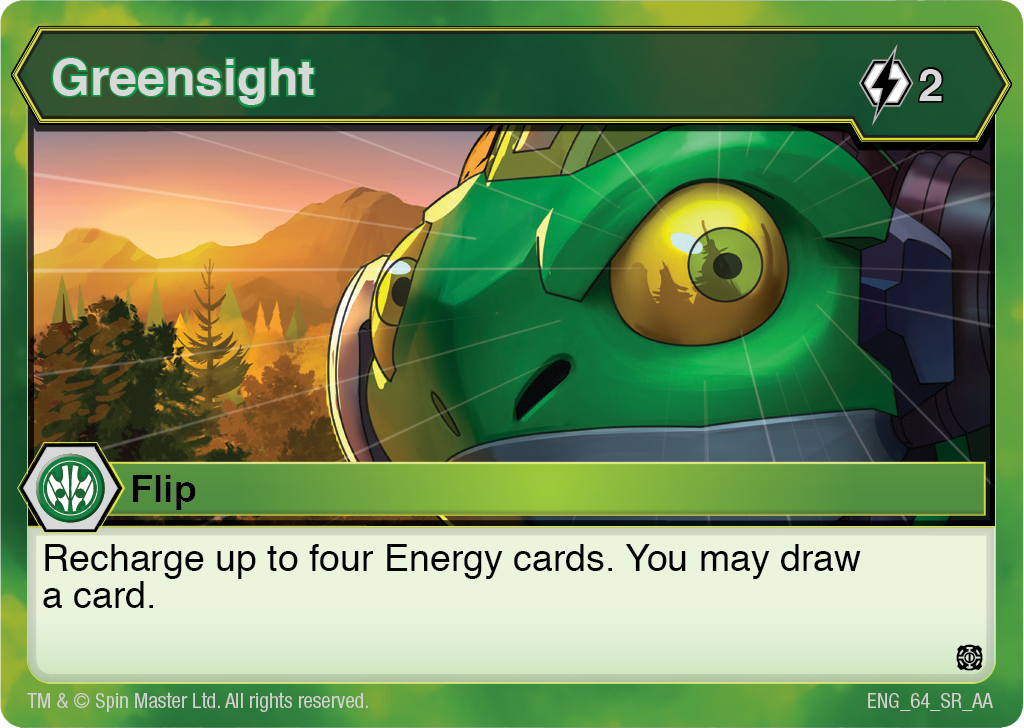 Greensight
2
Flip
Recharge up to four Energy cards. You may draw
a card.
TM & © Spin Master Ltd. All rights reserved.
ENG_64_SR_AA